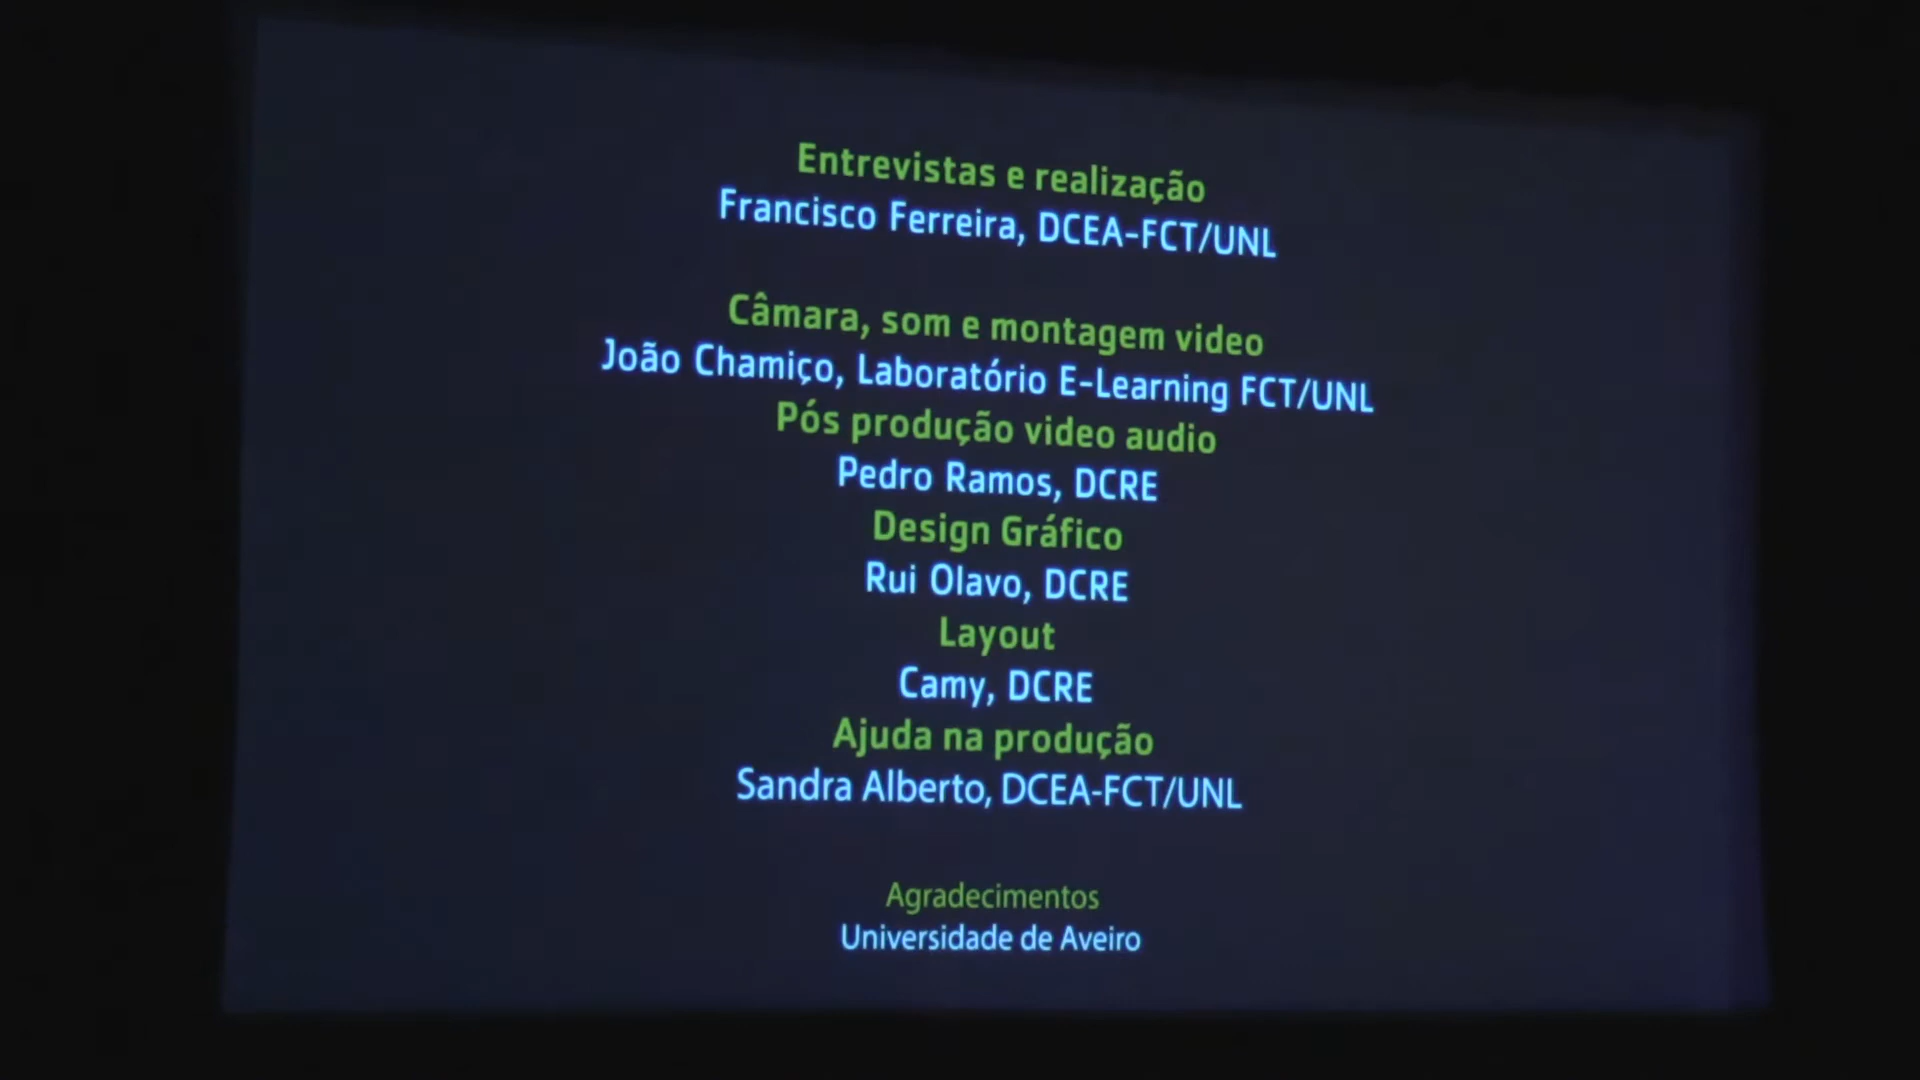 Entrevistas e realização
Francisco Ferreira, DCEA-FCT/UNL
Câmara, som e montagem video
João Chamiço, Laboratório E-Learning FCT/UNL
Pós produção video audio
Pedro Ramos, DCRE
Design Gráfico
Rui Olavo, DCRE
Layout
Camy, DCRE
Ajuda na produção
Sandra Alberto, DCEA-FCT/UNL
Agradecimentos
Universidade de Aveiro